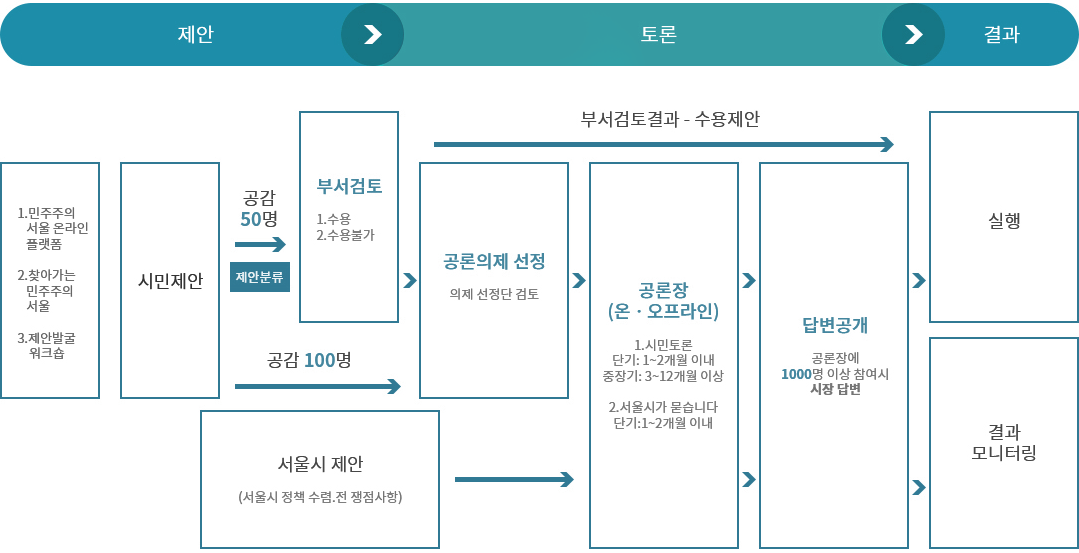 제안
토론
결과
1.민주주의
서울 온라인
플랫폼
2.찾아가는
민주주의
서울
3.제안발굴
워크숍
시민제안
공감
50명
제안분류
부서검토
1.수용
2.수용불가
공감 100명
서울시 제안
(서울시 정책 수렴.전 쟁점사항)
부서검토결과 - 수용제안
공론의제 선정
의제 선정단 검토
공론장
(온 · 오프라인)
1.시민토론
단기: 1~2개월 이내
중장기: 3~12개월 이상
2.서울시가 묻습니다
단기:1~2개월 이내
답변공개
공론장에
1000명 이상 참여시
시장 답변
실행
결과
모니터링